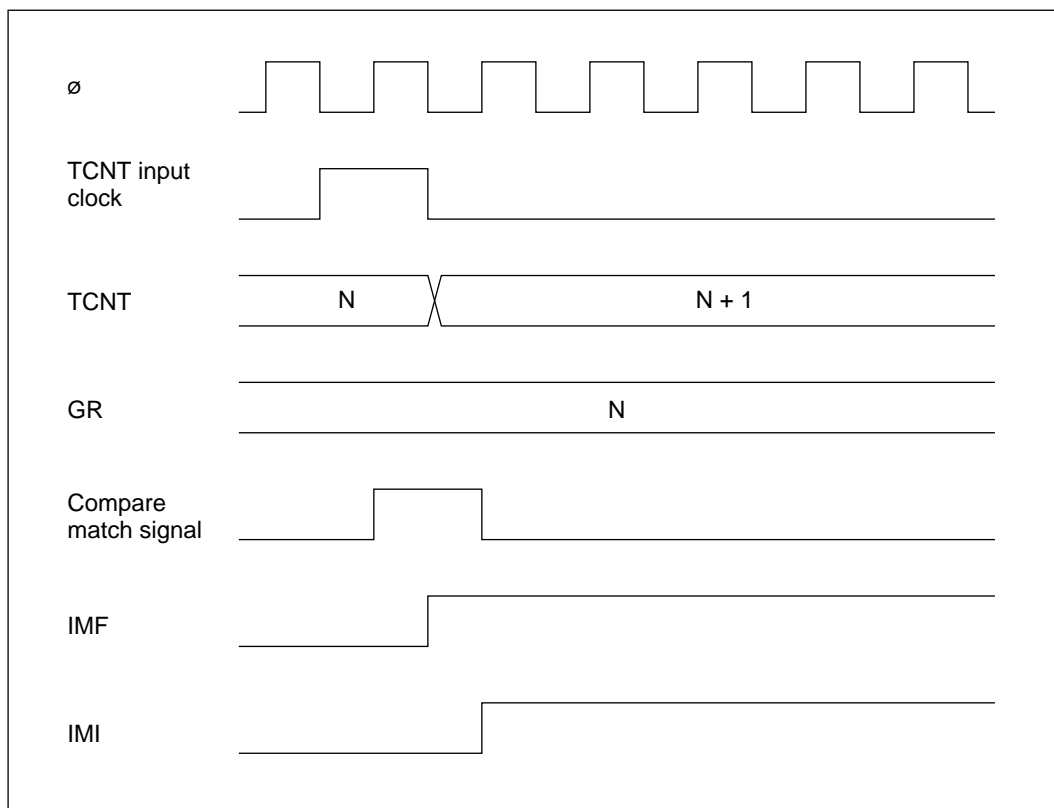 ø
TCNT input
clock
TCNT
N
N + 1
GR
N
Compare
match signal
IMF
IMI